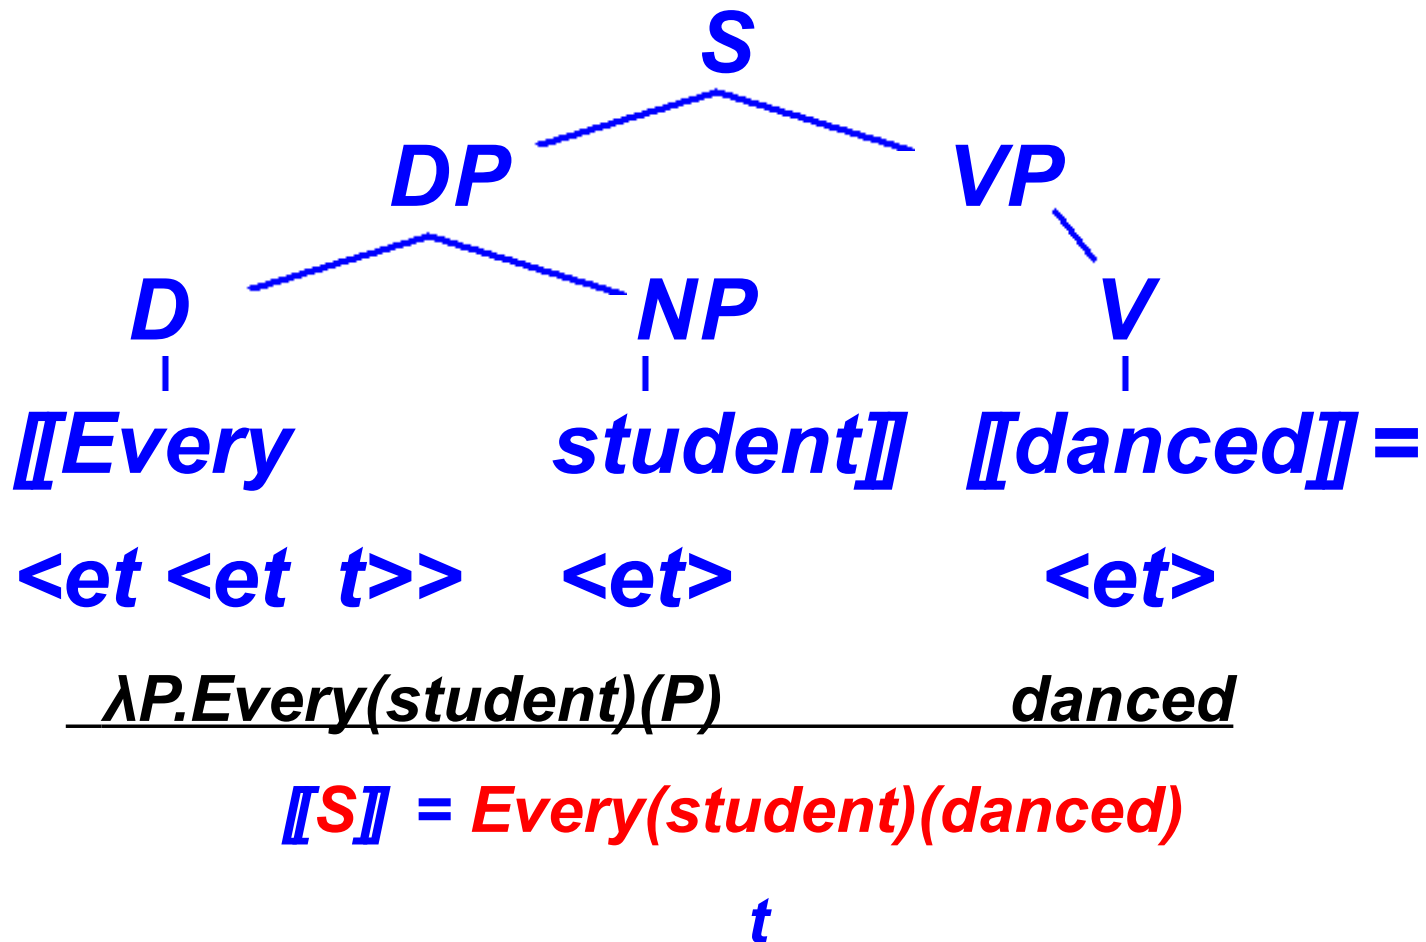 S
DP VP
D NP V
⟦Every student⟧ ⟦danced⟧ =
<et <et t>> <et> <et>
λP.Every(student)(P) danced
⟦S⟧ = Every(student)(danced)
t